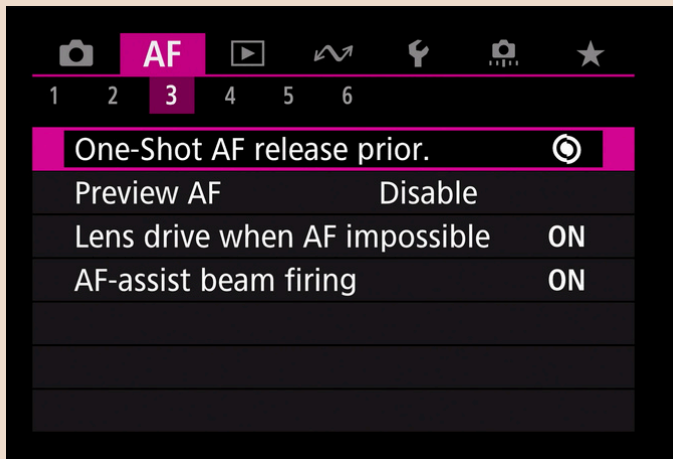 AF
1 2 3 4 5 6
One-Shot AF release prior.
Preview AF Disable
Lens drive when AF impossible ON
AF-assist beam firing ON